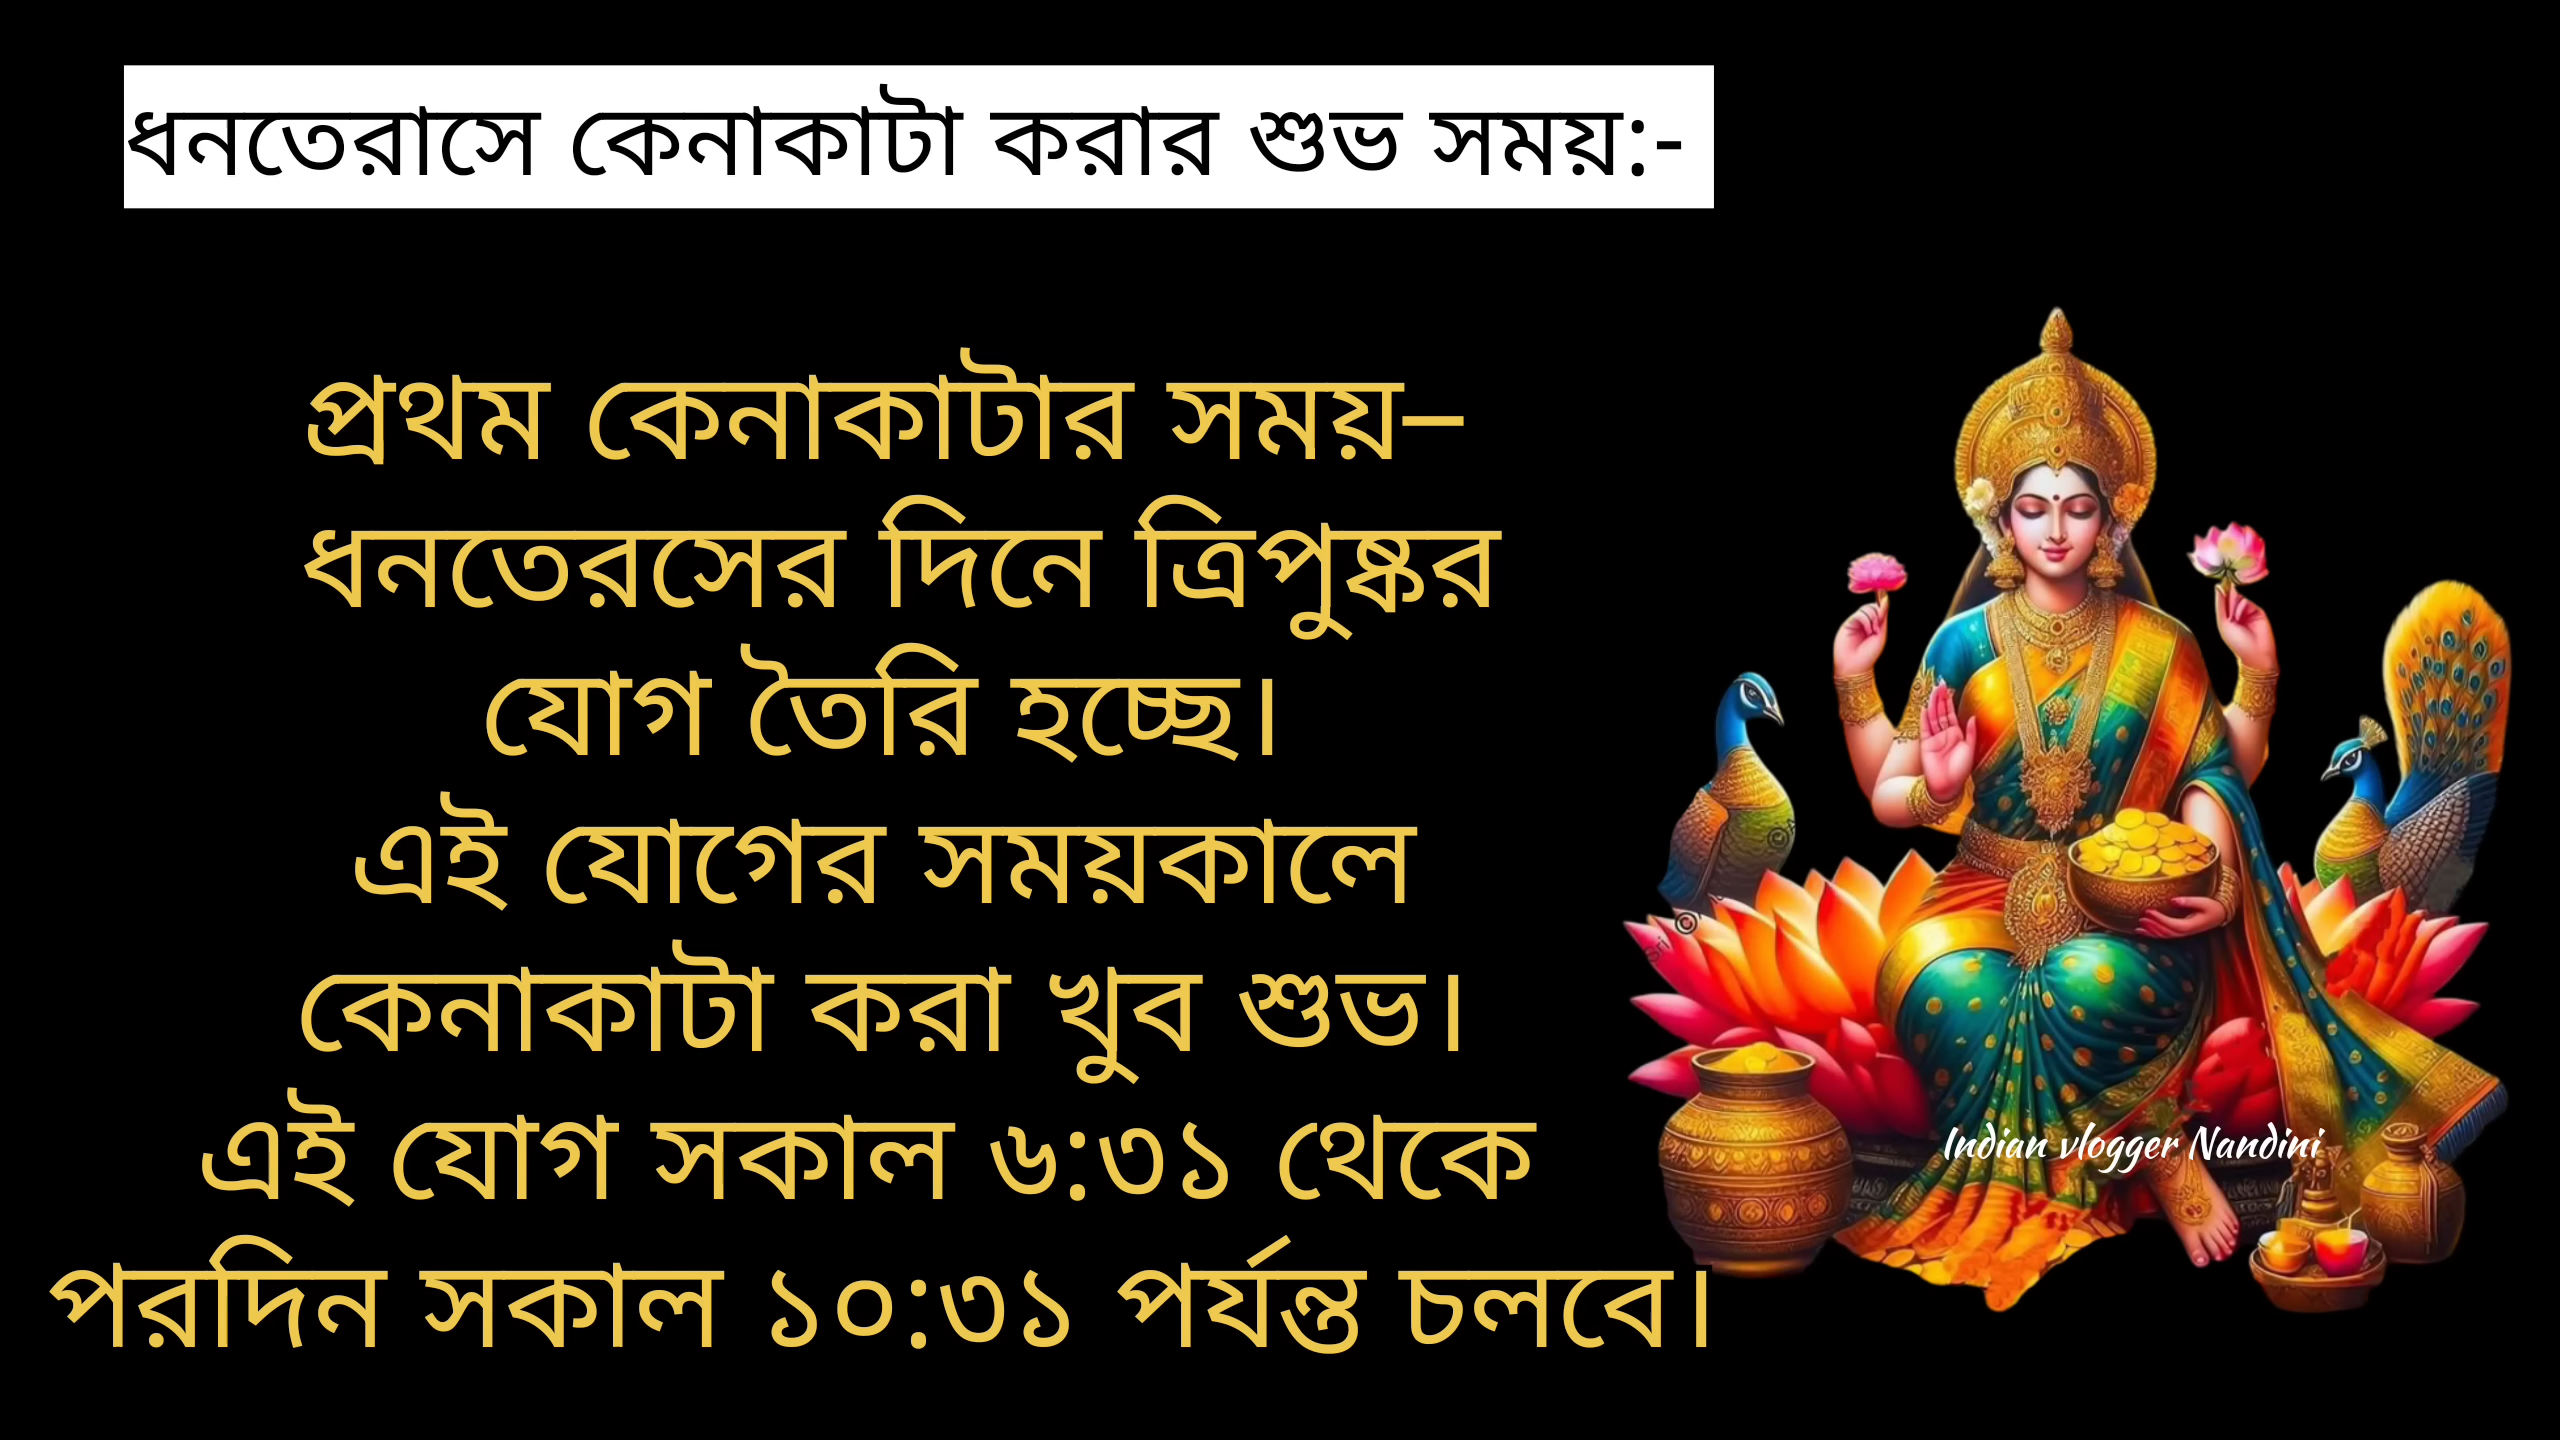 ধনতেরাসে কেনাকাটা করার শুভ সময়:-
প্রথম কেনাকাটার সময়–
ধনতেরসের দিনে ত্রিপুষ্কর
যোগ তৈরি হচ্ছে।
এই যোগের সময়কালে
কেনাকাটা করা খুব শুভ।
এই যোগ সকাল ৬:৩১ থেকে
পরদিন সকাল ১০:৩১ পর্যন্ত চলবে।
Indian vlogger Nandini